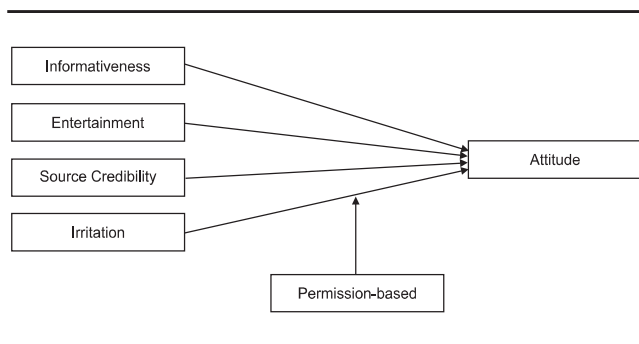 Informativeness
Entertainment
Source Credibility
Irritation
Attitude
Permission-based